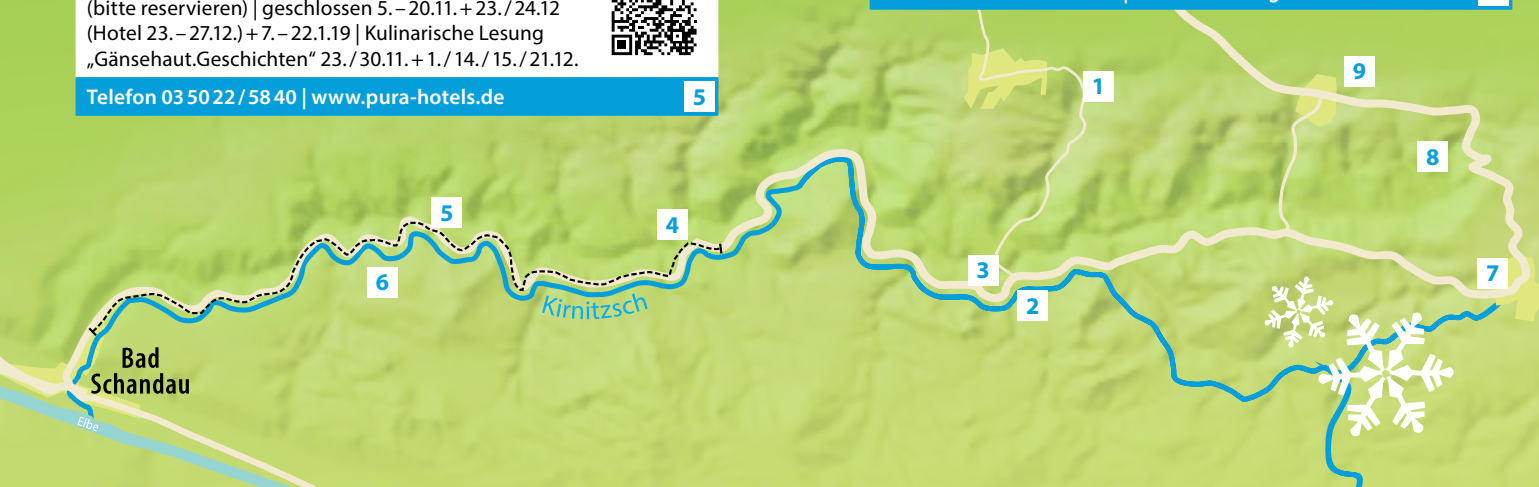 (bitte reservieren) | geschlossen 5. – 20.11. + 23. / 24.12
(Hotel 23. – 27.12.) + 7. – 22.1.19 | Kulinarische Lesung
„Gänsehaut.Geschichten“ 23. / 30.11. + 1. / 14. / 15. / 21.12.
Telefon 03 50 22 / 58 40 | www.pura-hotels.de
5
9
1
8
5
4
3
7
6
2
Kirnitzsch
Bad
Schandau
Elbe